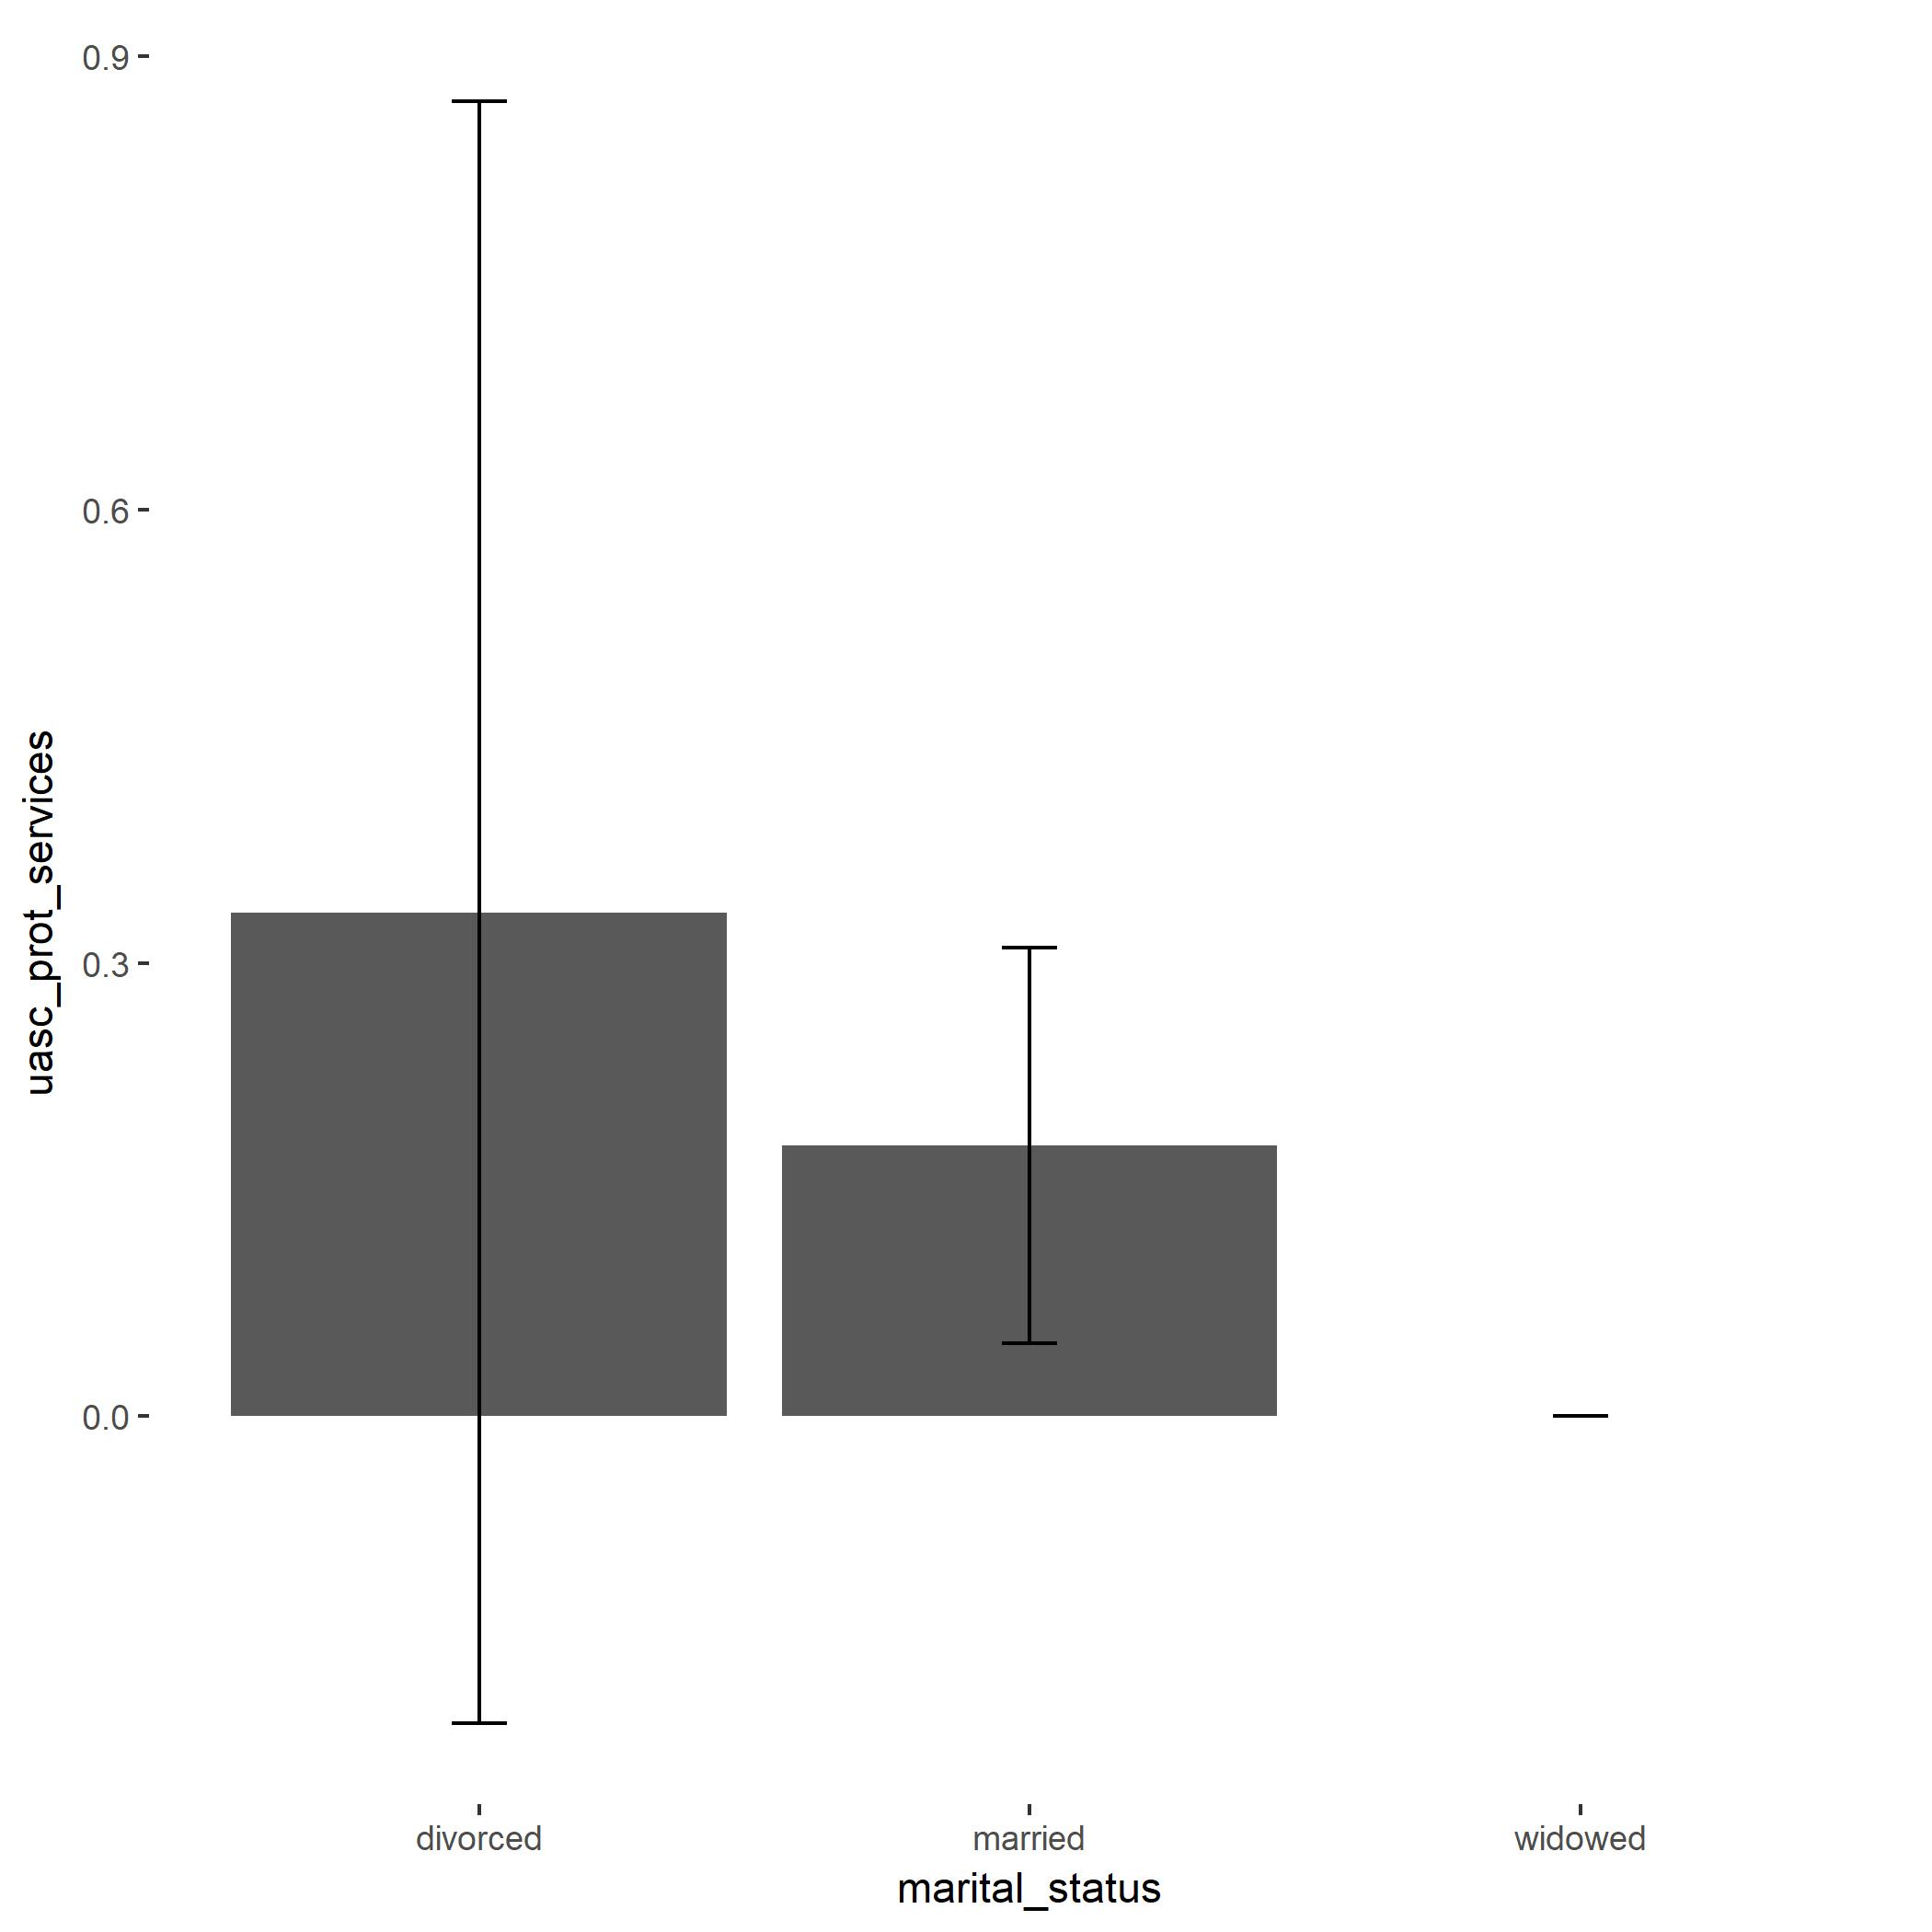 0.9
0.6
0.3
0.0
uasc_prot_services
divorced
married
widowed
marital_status